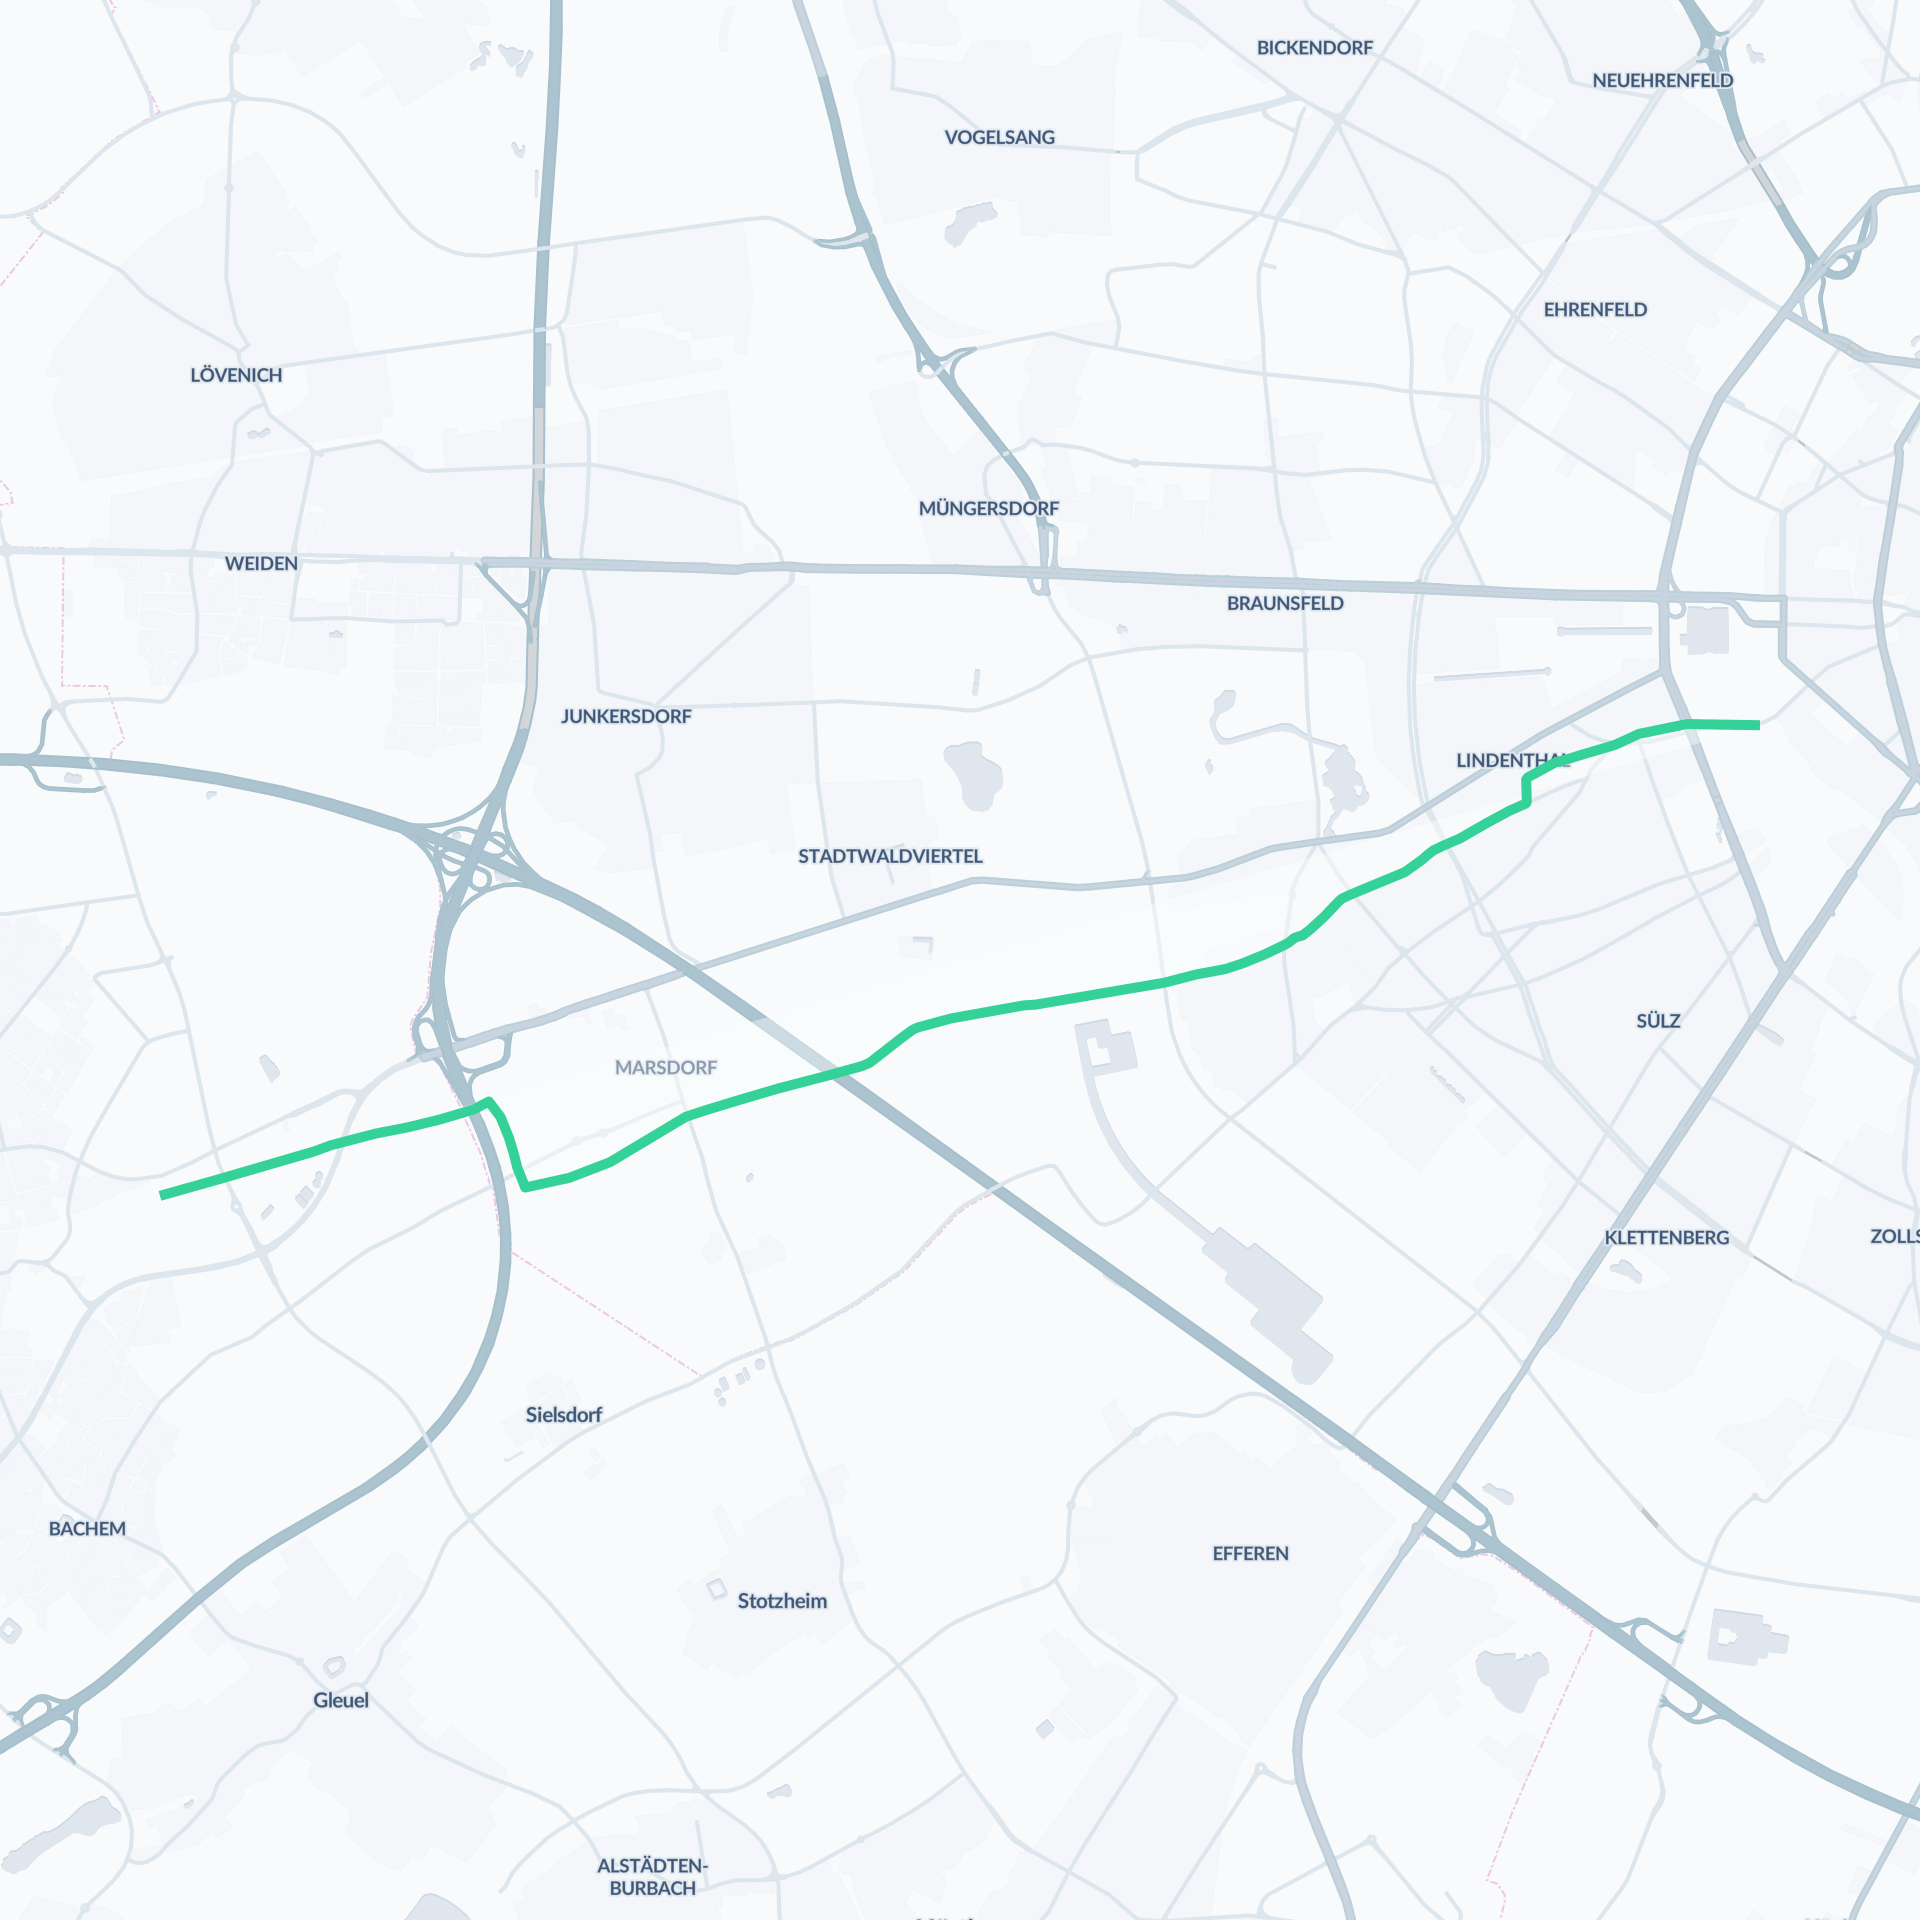 BICKENDORF
NEUEHRENFELD
VOGELSANG
EHRENFELD
LÖVENICH
MÜNGERSDORF
WEIDEN
BRAUNSFELD
JUNKERSDORF
LINDENTHAL
STADTWALDVIERTEL
SÜLZ
MARSDORF
KLETTENBERG
ZOLLS
Sielsdorf
BACHEM
EFFEREN
Stotzheim
Gleuel
ALSTÄDTEN-
BURBACH